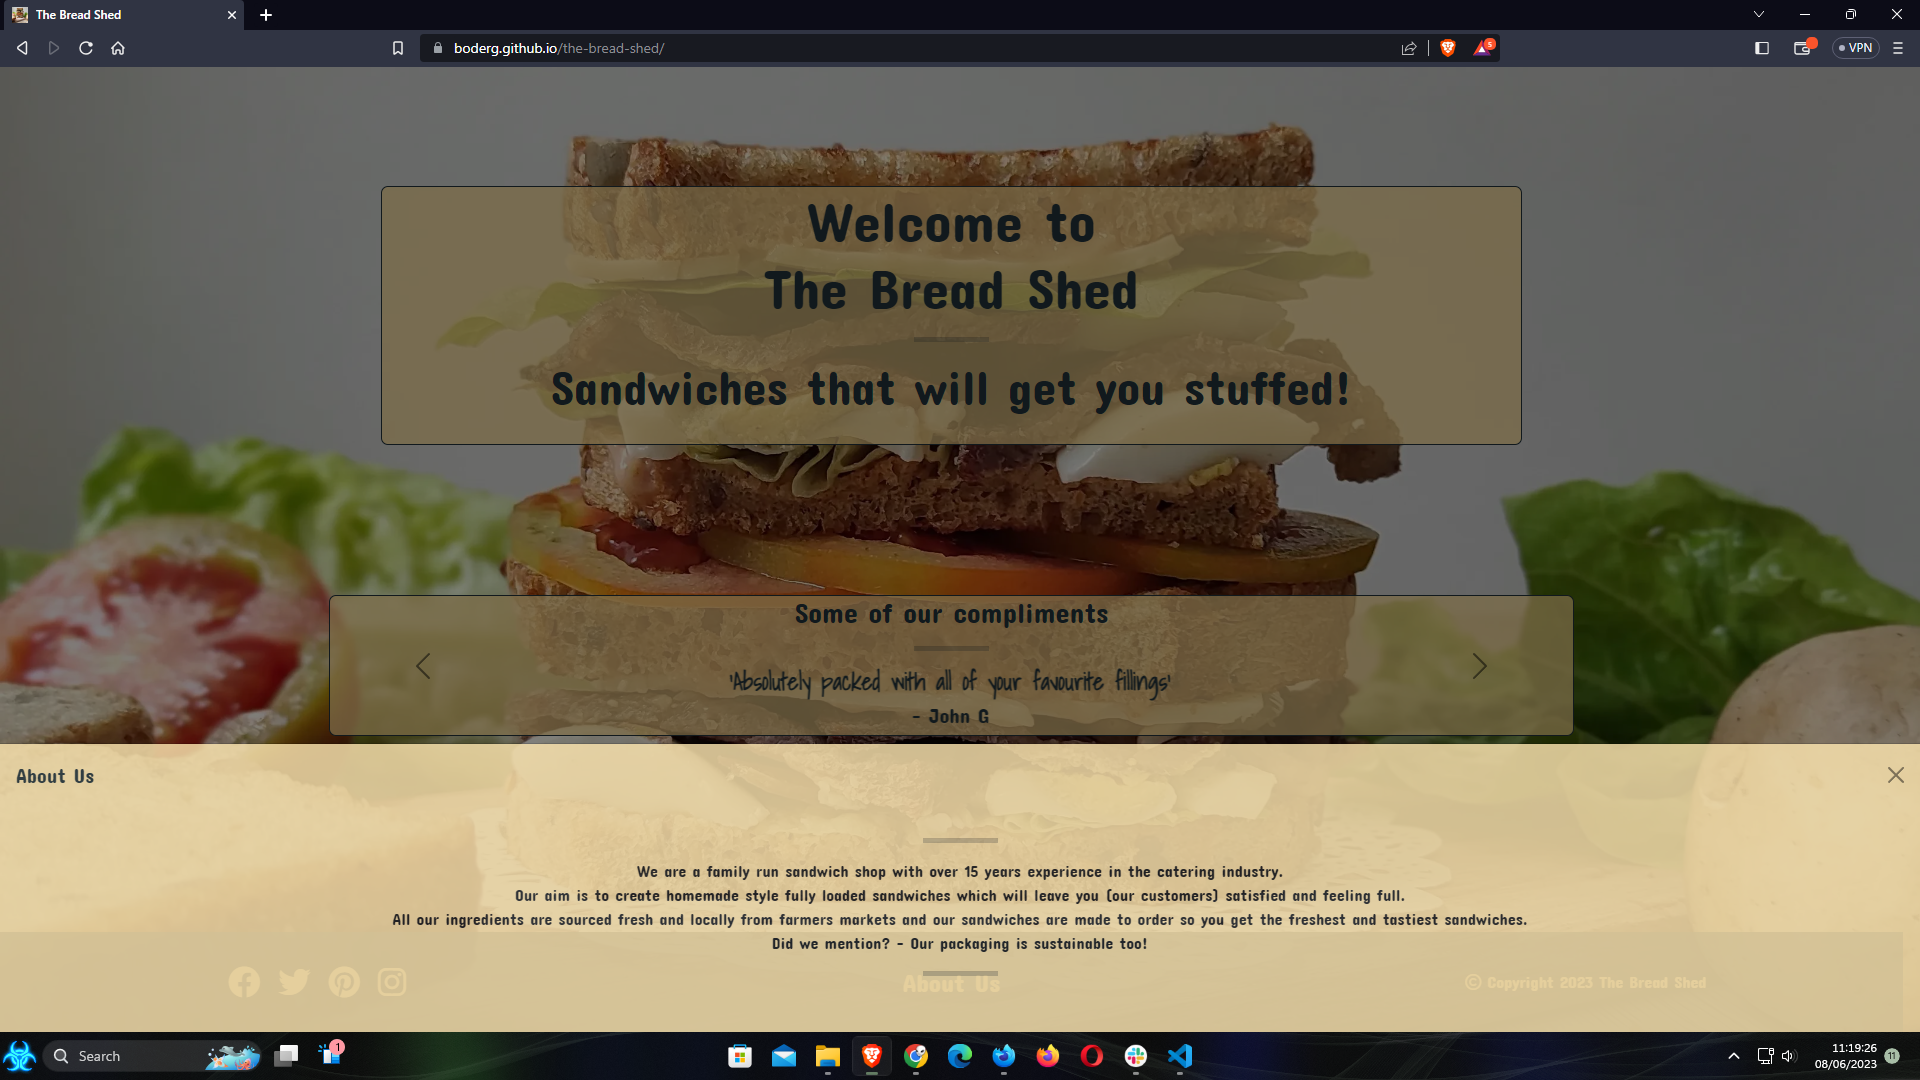 The Bread Shed
boderg.github.io/the-bread-shed/
5
VPN
Welcome to
The Bread Shed
Sandwiches that will get you stuffed!
Some of our compliments
'Absolutely packed with all of your favourite fillings'
- John G
About Us
We are a family run sandwich shop with over 15 years experience in the catering industry.
Our aim is to create homemade style fully loaded sandwiches which will leave you (our customers) satisfied and feeling full.
All our ingredients are sourced fresh and locally from farmers markets and our sandwiches are made to order so you get the freshest and tastiest sandwiches.
Did we mention? - Our packaging is sustainable too!
About Us
© Copyright 2023 The Bread Shed
Search
1
11:19:26
08/06/2023
11